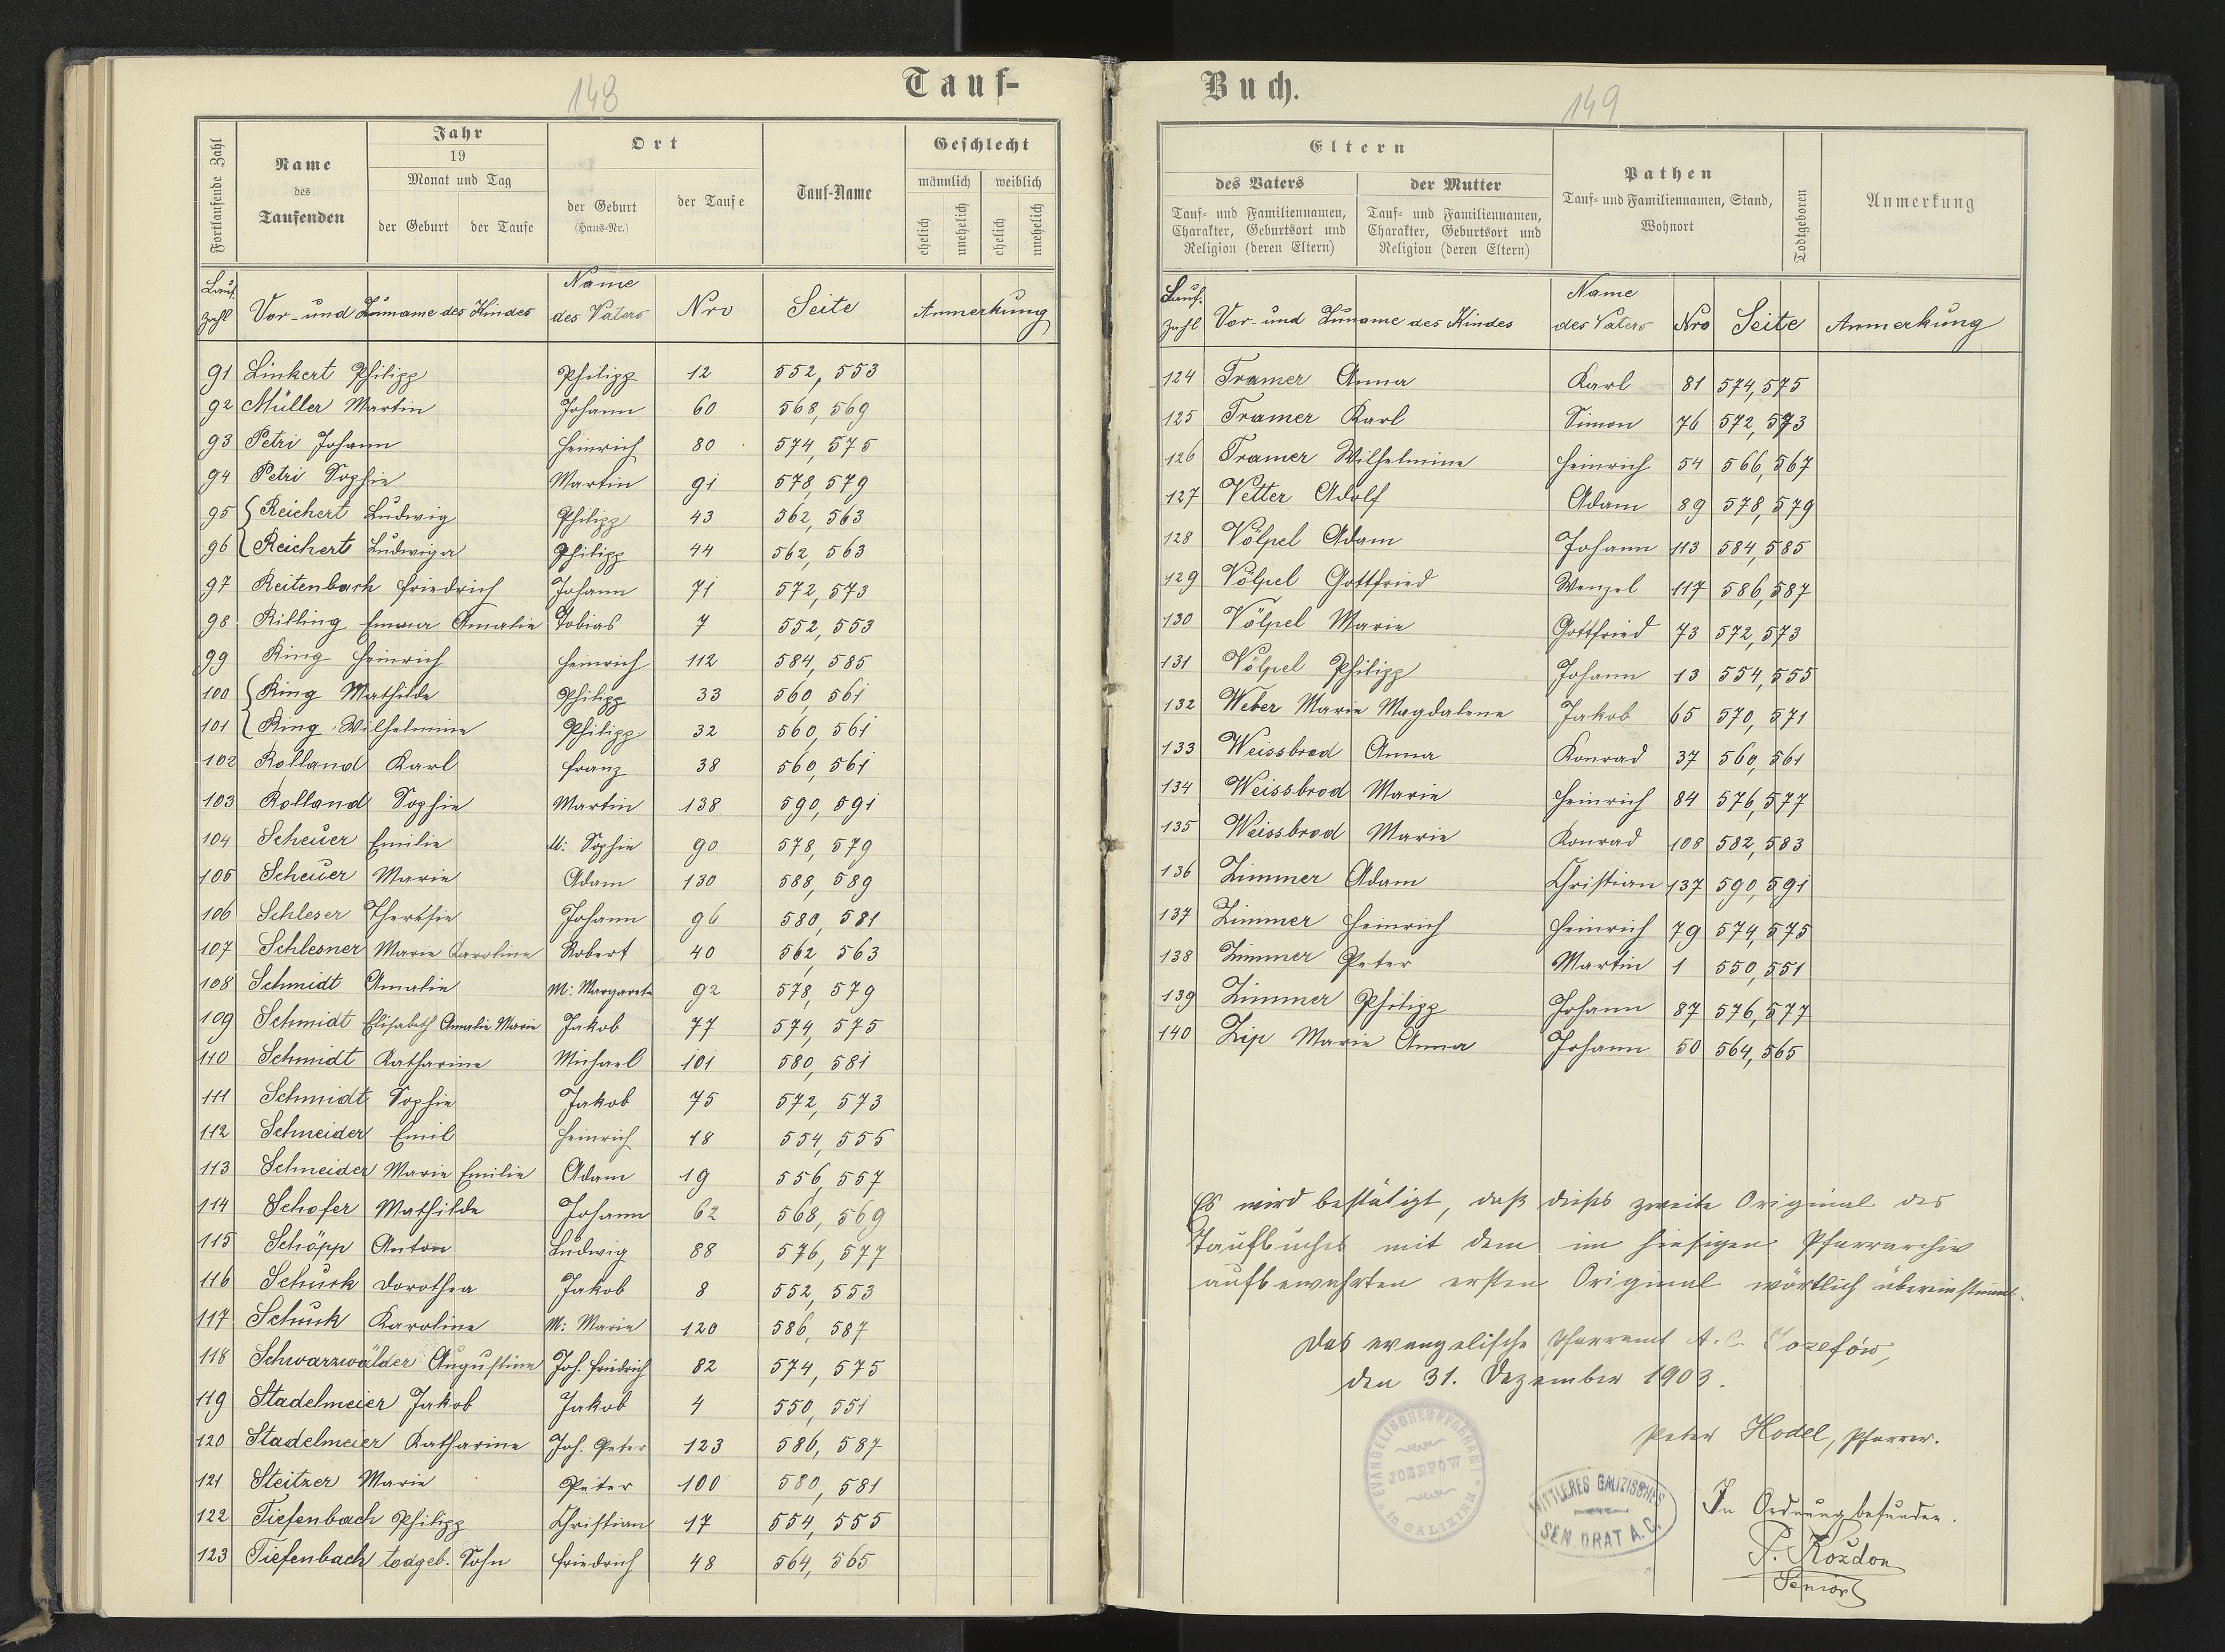 148
Tauf-
Fortlaufende Zahl
Name
des
Taufenden
Jahr
19
Monat und Tag
der Geburt
der Taufe
Ort
der Geburt
(Haus-Nr.)
der Taufe
Tauf-Name
Geschlecht
männlich
weiblich
ehelich
unehelich
ehelich
unehelich
Lauf. Zahl Vor- und Zuname des Kindes Name des Vaters Nro Seite Anmerkung
91 Linkert Philipp Philipp 12 552, 553
92 Müller Martin Johann 60 568, 569
93 Petri Johann Heinrich 80 574, 575
94 Petri Sophie Martin 91 578, 579
95 Reichert Ludwig Philipp 43 562, 563
96 Reichert Ludwiga Philipp 44 562, 563
97 Reitenbach Friedrich Johann 71 572, 573
98 Rilling Emma Amalie Tobias 7 552, 553
99 Ring Heinrich Heinrich 112 584, 585
100 Ring Mathilde Philipp 33 560, 561
101 Ring Wilhelmine Philipp 32 560, 561
102 Rolland Karl Franz 38 560, 561
103 Rolland Sophie Martin 138 590, 591
104 Scheuer Emilie M: Sophie 90 578, 579
105 Scheuer Marie Adam 130 588, 589
106 Schleser Theresie Johann 96 580, 581
107 Schlesner Marie Karoline Robert 40 562, 563
108 Schmidt Amalie M: Margareta 92 578, 579
109 Schmidt Elisabeth Amalie Marie Jakob 77 574, 575
110 Schmidt Katharine Michael 101 580, 581
111 Schmidt Sophie Jakob 75 572, 573
112 Schneider Emil Heinrich 18 554, 555
113 Schneider Marie Emilie Adam 19 556, 557
114 Schofer Mathilde Johann 62 568, 569
115 Schöpp Anton Ludwig 88 576, 577
116 Schuck Dorothea Jakob 8 552, 553
117 Schuck Karoline M: Marie 120 586, 587
118 Schwarzwälder Augustine Joh. Friedrich 82 574, 575
119 Stadelmeier Jakob Jakob 4 550, 551
120 Stadelmeier Katharine Joh. Peter 123 586, 587
121 Steitzer Marie Peter 100 580, 581
122 Tiefenbach Philipp Christian 17 554, 555
123 Tiefenbach todgeb. Sohn Friedrich 48 564, 565
Buch.
149
Eltern
des Vaters
Tauf- und Familiennamen,
Charakter, Geburtsort und
Religion (deren Eltern)
der Mutter
Tauf- und Familiennamen,
Charakter, Geburtsort und
Religion (deren Eltern)
Pathen
Tauf- und Familiennamen, Stand,
Wohnort
Todtgeboren
Anmerkung
Lauf. Zahl Vor- und Zuname des Kindes Name des Vaters Nro Seite Anmerkung
124 Tramer Anna Karl 81 574, 575
125 Tramer Karl Simon 76 572, 573
126 Tramer Wilhelmine Heinrich 54 566, 567
127 Vetter Adolf Adam 89 578, 579
128 Völpel Adam Johann 113 584, 585
129 Völpel Gottfried Wenzel 117 586, 587
130 Völpel Marie Gottfried 73 572, 573
131 Völpel Philipp Johann 13 554, 555
132 Weber Marie Magdalene Jakob 65 570, 571
133 Weissbrod Anna Konrad 37 560, 561
134 Weissbrod Marie Heinrich 84 576, 577
135 Weissbrod Marie Konrad 108 582, 583
136 Zimmer Adam Christian 137 590, 591
137 Zimmer Heinrich Heinrich 79 574, 575
138 Zimmer Peter Martin 1 550, 551
139 Zimmer Philipp Johann 87 576, 577
140 Zip Marie Anna Johann 50 564, 565
Es wird bestätigt, daß dieses zweite Original des
Taufbuches mit dem im hiesigen Pfarrarchiv
aufbewahrten ersten Original wörtlich übereinstimmt.
Das evangelische Pfarramt A.C. Josefów,
den 31. Dezember 1903.
Peter Hodel, Pfarrer.
EVANGELISCHES PFARRAMT
JOSEFOW
in GALIZIEN
MITTLERES GALIZISCHES
SENIORAT A.C.
In Ordnung befunden.
P. Kozdon
Senior